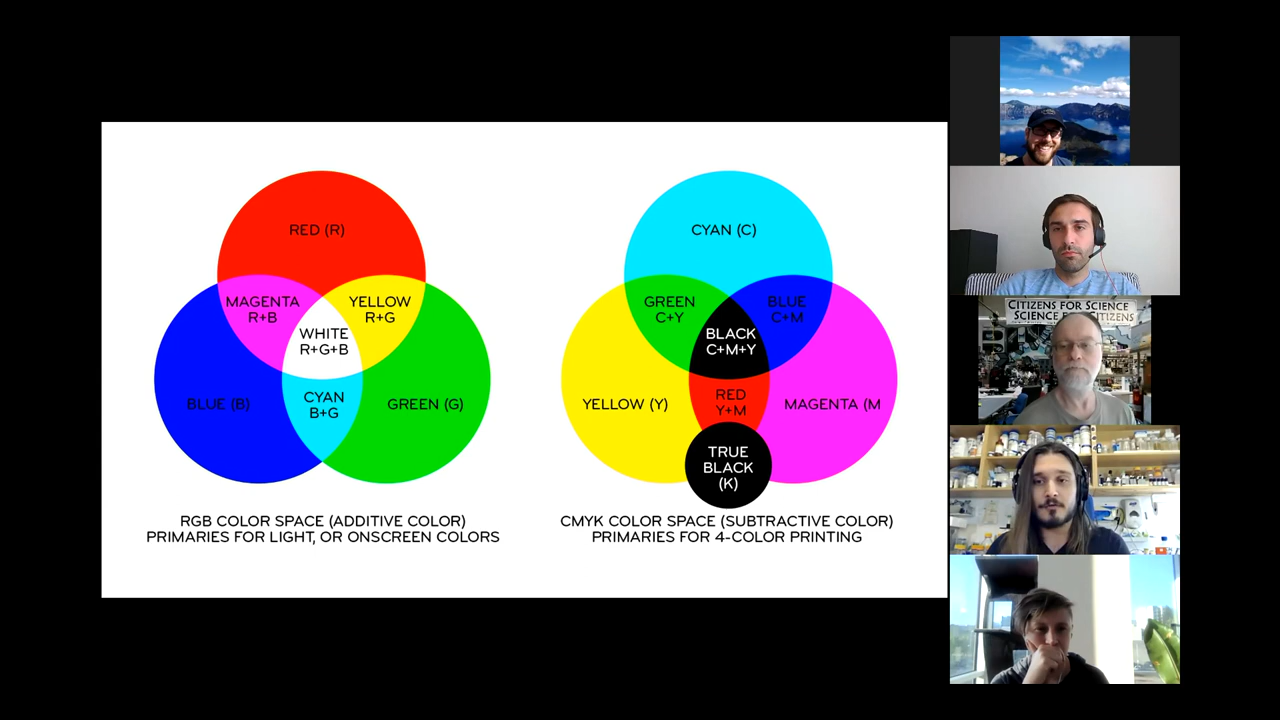 RED (R)
MAGENTA
R+B
YELLOW
R+G
WHITE
R+G+B
BLUE (B)
CYAN
B+G
GREEN (G)
RGB COLOR SPACE (ADDITIVE COLOR)
PRIMARIES FOR LIGHT, OR ONSCREEN COLORS
CYAN (C)
GREEN
C+Y
BLUE
C+M
BLACK
C+M+Y
YELLOW (Y)
RED
Y+M
MAGENTA (M
TRUE
BLACK
(K)
CMYK COLOR SPACE (SUBTRACTIVE COLOR)
PRIMARIES FOR 4-COLOR PRINTING
Citizens for Science
Science for Citizens